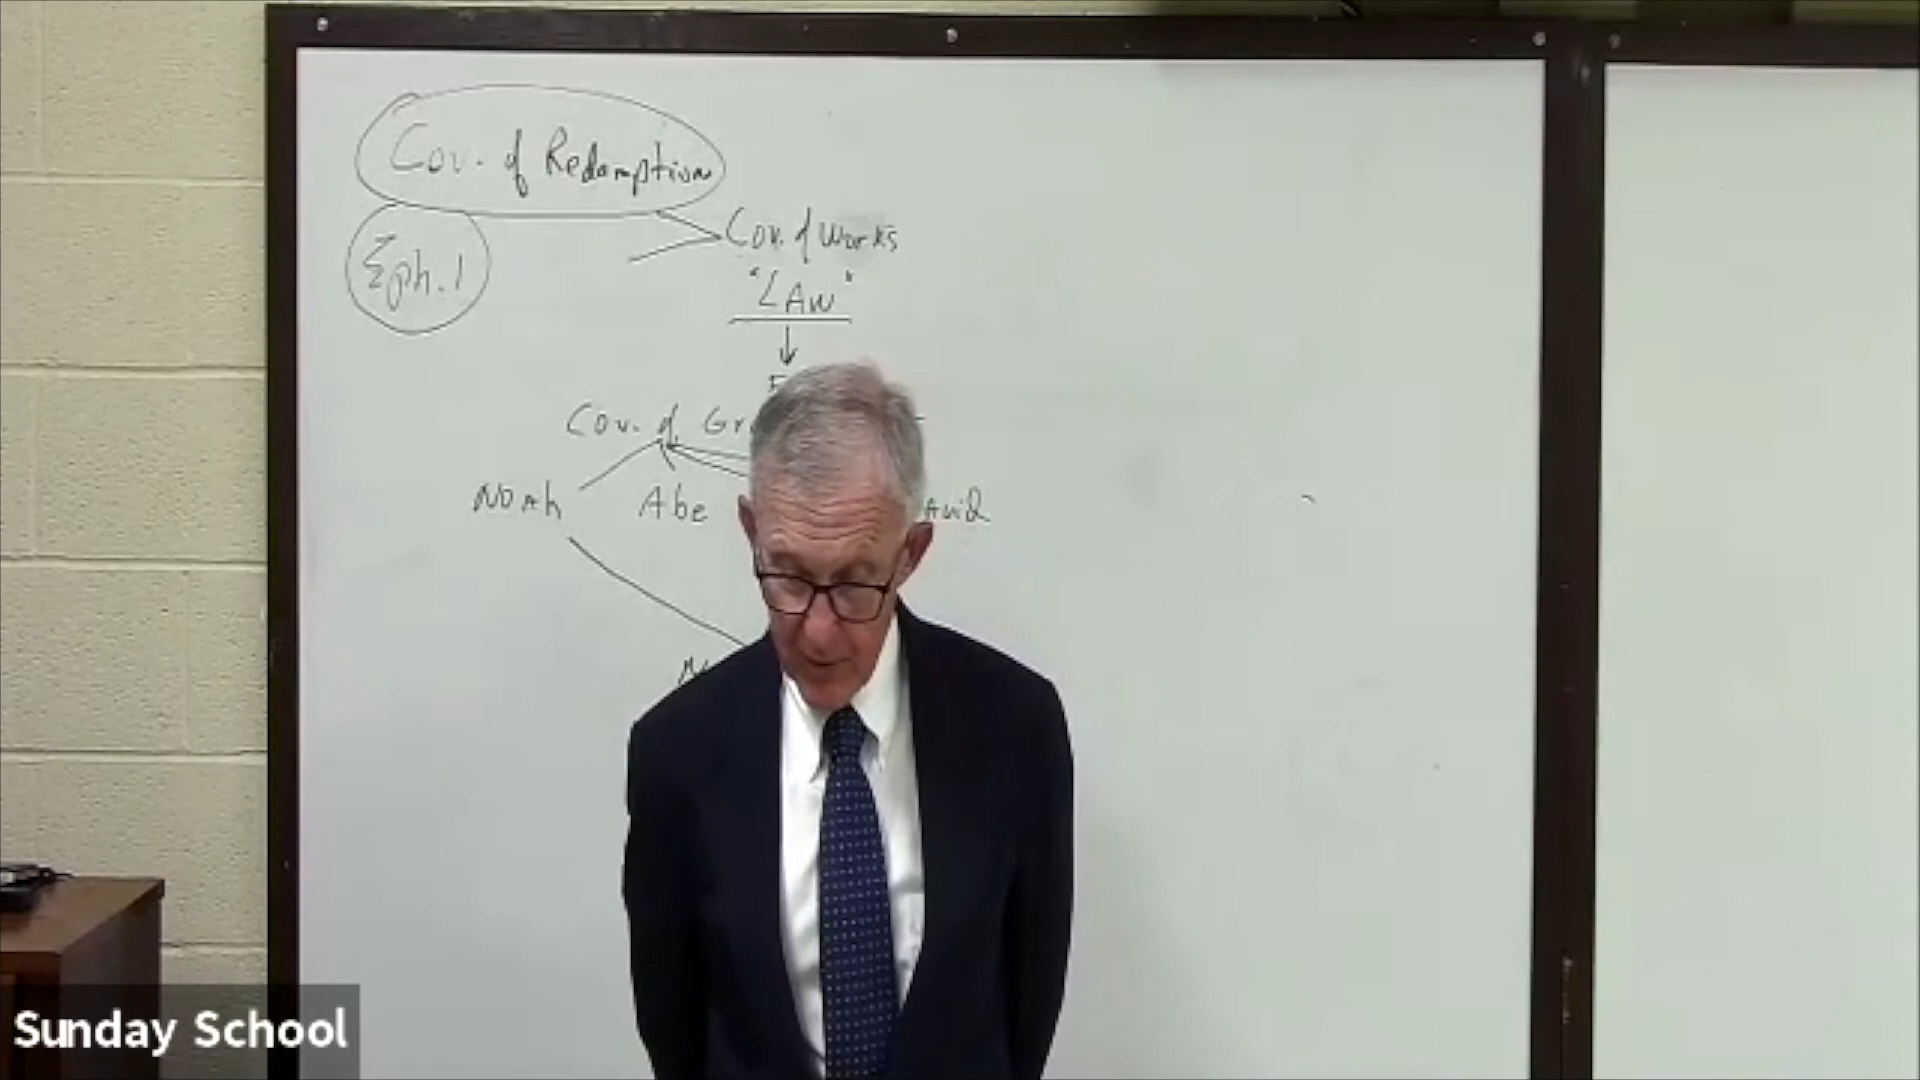 Cov. of Redemption
Eph. 1
Cov. of Works
"LAW"
Cov. of
Noah Abe
Sunday School